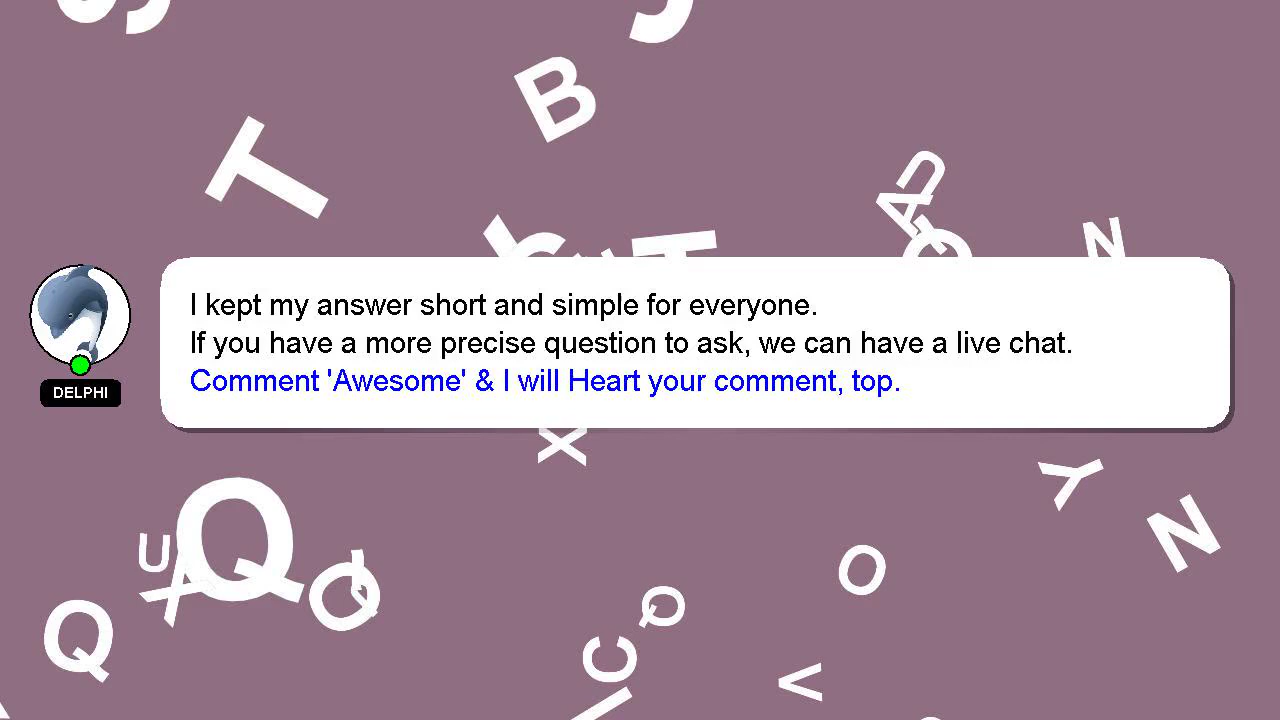 I kept my answer short and simple for everyone.
If you have a more precise question to ask, we can have a live chat.
Comment 'Awesome' & I will Heart your comment, top.
DELPHI
B
T
U
A
N
T
X
Y
Q
N
U
O
Q
Q
Q
C
V